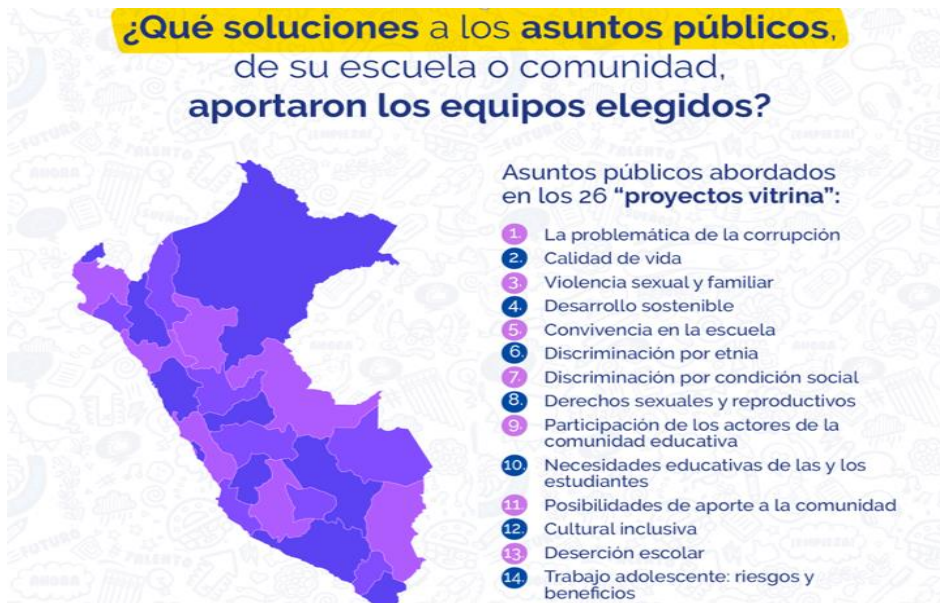 ¿Qué soluciones a los asuntos públicos,
de su escuela o comunidad,
aportaron los equipos elegidos?
Asuntos públicos abordados
en los 26 “proyectos vitrina”:
1. La problemática de la corrupción
2. Calidad de vida
3. Violencia sexual y familiar
4. Desarrollo sostenible
5. Convivencia en la escuela
6. Discriminación por etnia
7. Discriminación por condición social
8. Derechos sexuales y reproductivos
9. Participación de los actores de la
comunidad educativa
10. Necesidades educativas de las y los
estudiantes
11. Posibilidades de aporte a la comunidad
12. Cultural inclusiva
13. Deserción escolar
14. Trabajo adolescente: riesgos y
beneficios